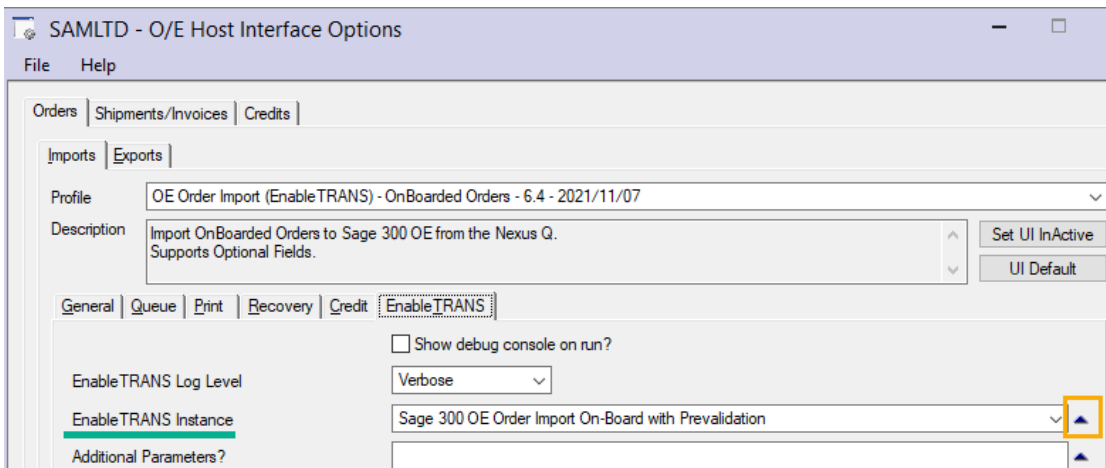 SAMLTD - O/E Host Interface Options
File Help
Orders Shipments/Invoices Credits
Imports Exports
Profile OE Order Import (EnableTRANS) - OnBoarded Orders - 6.4 - 2021/11/07
Description Import OnBoarded Orders to Sage 300 OE from the Nexus Q. Set UI InActive
Supports Optional Fields. UI Default
General Queue Print Recovery Credit EnableTRANS
Show debug console on run?
EnableTRANS Log Level Verbose
EnableTRANS Instance Sage 300 OE Order Import On-Board with Prevalidation
Additional Parameters?